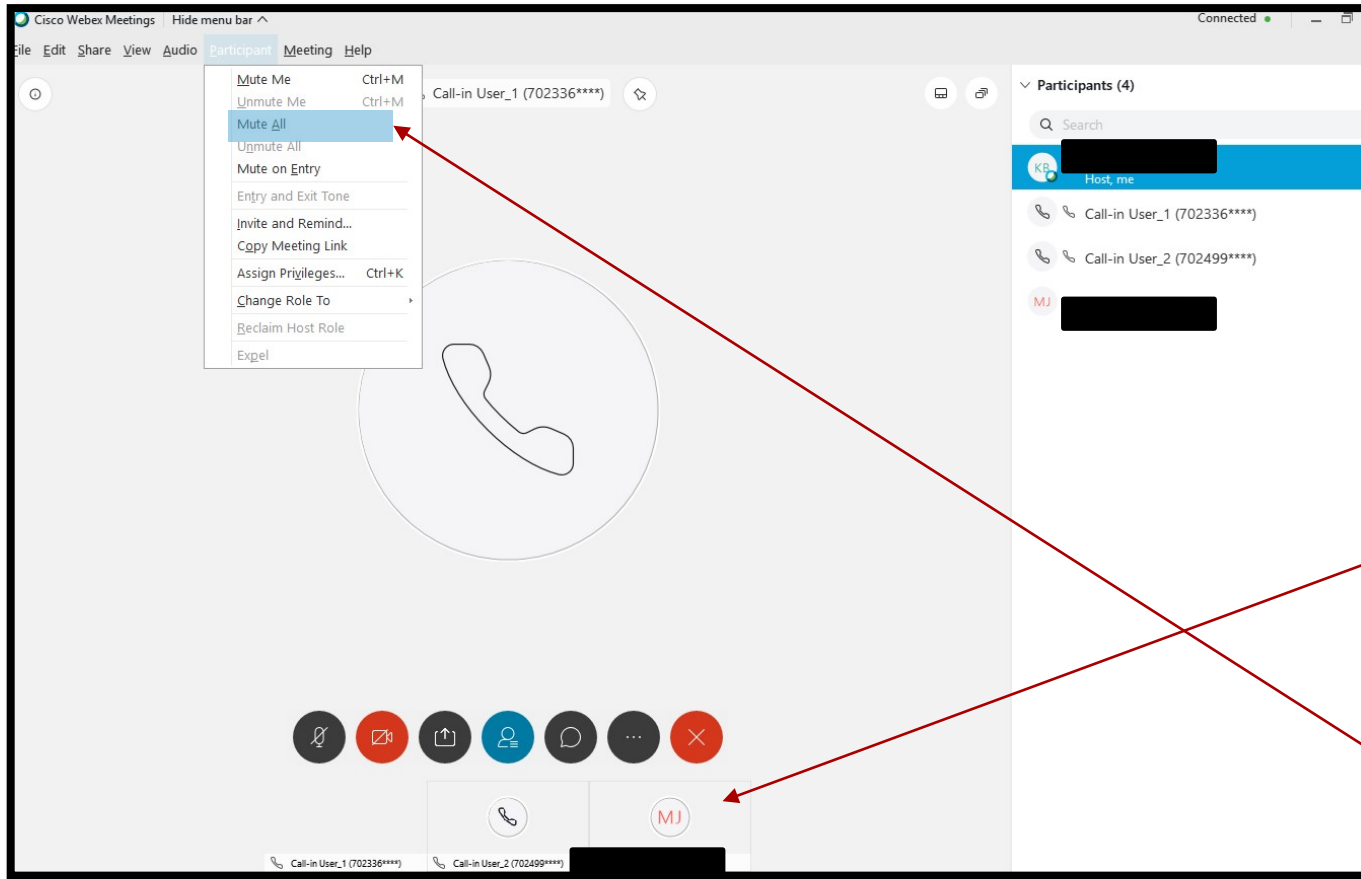 Cisco Webex Meetings Hide menu bar
Connected
File Edit Share View Audio Participant Meeting Help
Mute Me Ctrl+M
Unmute Me Ctrl+M
Mute All
Unmute All
Mute on Entry
Entry and Exit Tone
Invite and Remind...
Copy Meeting Link
Assign Privileges... Ctrl+K
Change Role To
Reclaim Host Role
Expel
Call-in User_1 (702336****)
Participants (4)
Search
KB
Host, me
Call-in User_1 (702336****)
Call-in User_2 (702499****)
MJ
MJ
Call-in User_1 (702336****)
Call-in User_2 (702499****)